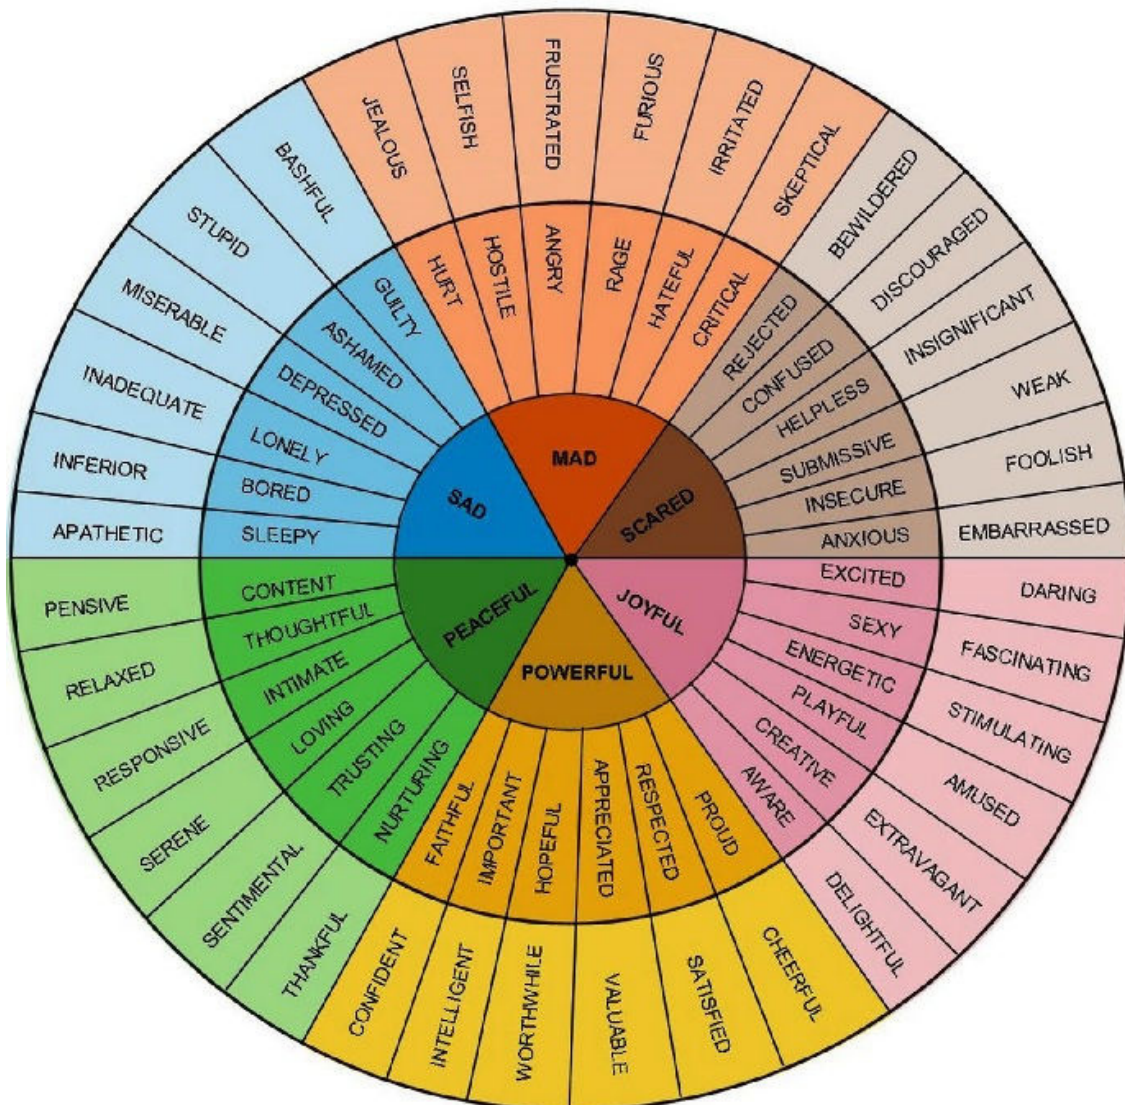 MAD
SCARED
JOYFUL
POWERFUL
PEACEFUL
SAD
HURT
HOSTILE
ANGRY
RAGE
HATEFUL
CRITICAL
REJECTED
CONFUSED
HELPLESS
SUBMISSIVE
INSECURE
ANXIOUS
EXCITED
SEXY
ENERGETIC
PLAYFUL
CREATIVE
AWARE
PROUD
RESPECTED
APPRECIATED
HOPEFUL
IMPORTANT
FAITHFUL
NURTURING
TRUSTING
LOVING
INTIMATE
THOUGHTFUL
CONTENT
SLEEPY
BORED
LONELY
DEPRESSED
ASHAMED
GUILTY
JEALOUS
SELFISH
FRUSTRATED
FURIOUS
IRRITATED
SKEPTICAL
BEWILDERED
DISCOURAGED
INSIGNIFICANT
WEAK
FOOLISH
EMBARRASSED
DARING
FASCINATING
STIMULATING
AMUSED
EXTRAVAGANT
DELIGHTFUL
CHEERFUL
SATISFIED
VALUABLE
WORTHWHILE
INTELLIGENT
CONFIDENT
THANKFUL
SENTIMENTAL
SERENE
RESPONSIVE
RELAXED
PENSIVE
APATHETIC
INFERIOR
INADEQUATE
MISERABLE
STUPID
BASHFUL